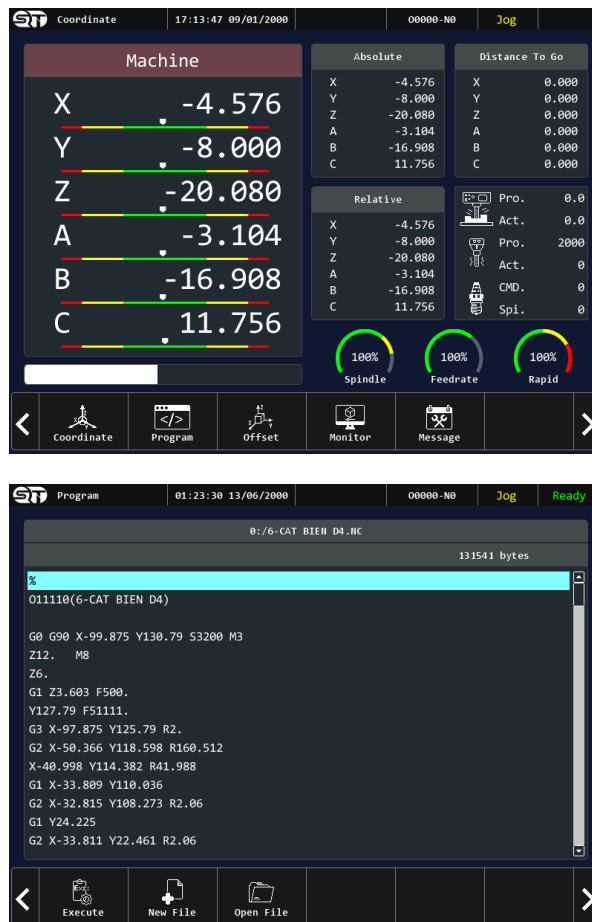 ST Coordinate 17:13:47 09/01/2000 O0000-N0 Jog
Machine
X -4.576
Y -8.000
Z -20.080
A -3.104
B -16.908
C 11.756
Absolute
X -4.576
Y -8.000
Z -20.080
A -3.104
B -16.908
C 11.756
Distance To Go
X 0.000
Y 0.000
Z 0.000
A 0.000
B 0.000
C 0.000
Relative
X -4.576
Y -8.000
Z -20.080
A -3.104
B -16.908
C 11.756
Pro. 0.0
Act. 0.0
Pro. 2000
Act. 0
CMD. 0
Spi. 0
100% 100% 100%
Spindle Feedrate Rapid
Coordinate Program Offset Monitor Message
ST Program 01:23:30 13/06/2000 O0000-N0 Jog Ready
0:/6-CAT BIEN D4.NC
131541 bytes
%
O11110(6-CAT BIEN D4)
G0 G90 X-99.875 Y130.79 S3200 M3
Z12. M8
Z6.
G1 Z3.603 F500.
Y127.79 F51111.
G3 X-97.875 Y125.79 R2.
G2 X-50.366 Y118.598 R160.512
X-40.998 Y114.382 R41.988
G1 X-33.809 Y110.036
G2 X-32.815 Y108.273 R2.06
G1 Y24.225
G2 X-33.811 Y22.461 R2.06
Execute New File Open File